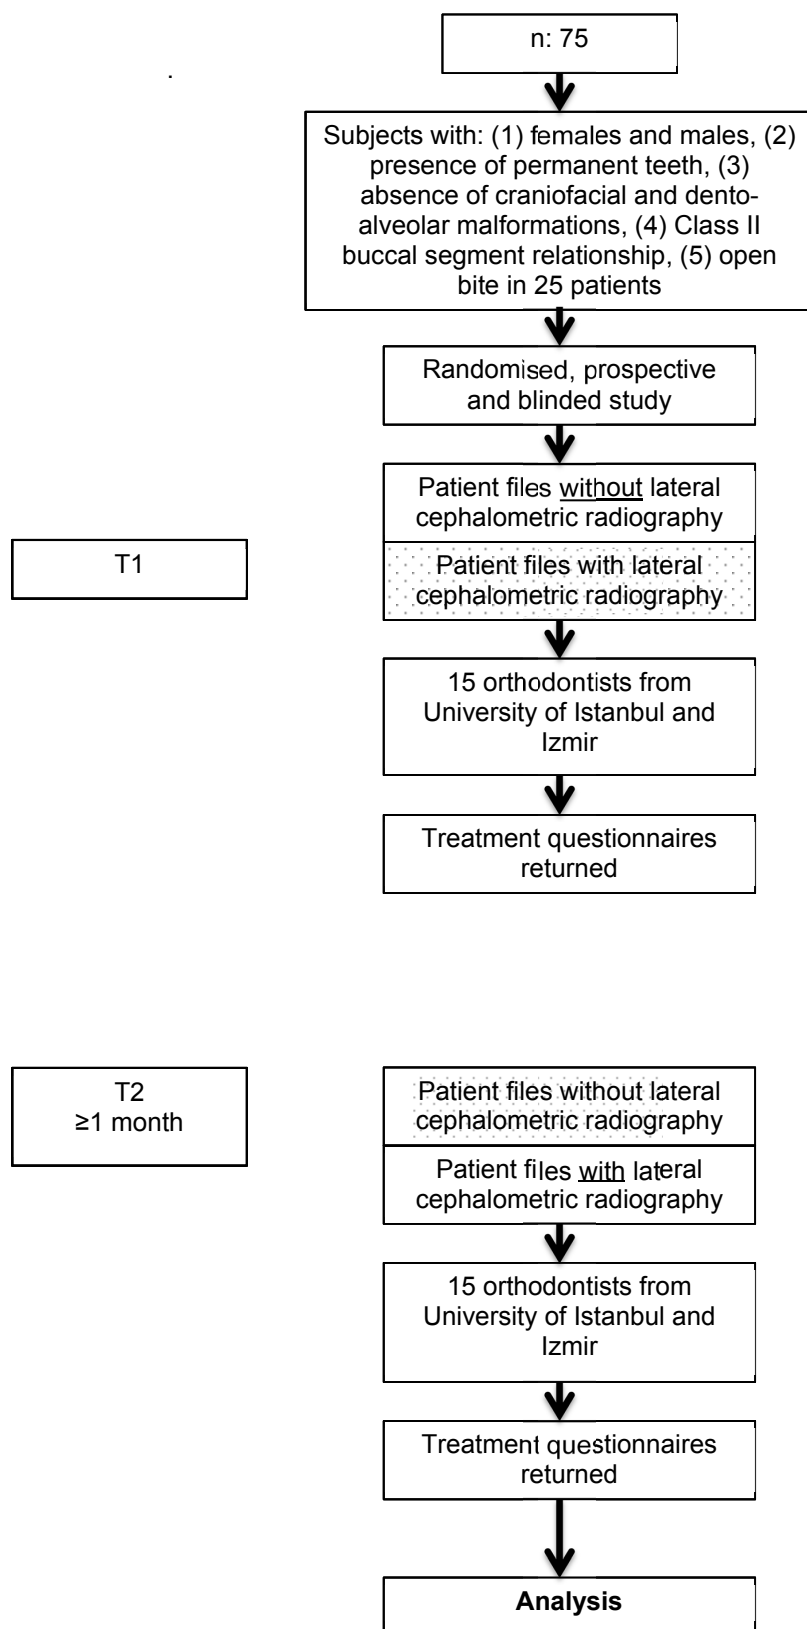 n: 75
.
Subjects with: (1) females and males, (2)
presence of permanent teeth, (3)
absence of craniofacial and dento-
alveolar malformations, (4) Class II
buccal segment relationship, (5) open
bite in 25 patients
Randomised, prospective
and blinded study
Patient files without lateral
cephalometric radiography
T1
Patient files with lateral
cephalometric radiography
15 orthodontists from
University of Istanbul and
Izmir
Treatment questionnaires
returned
T2
≥1 month
Patient files without lateral
cephalometric radiography
Patient files with lateral
cephalometric radiography
15 orthodontists from
University of Istanbul and
Izmir
Treatment questionnaires
returned
Analysis